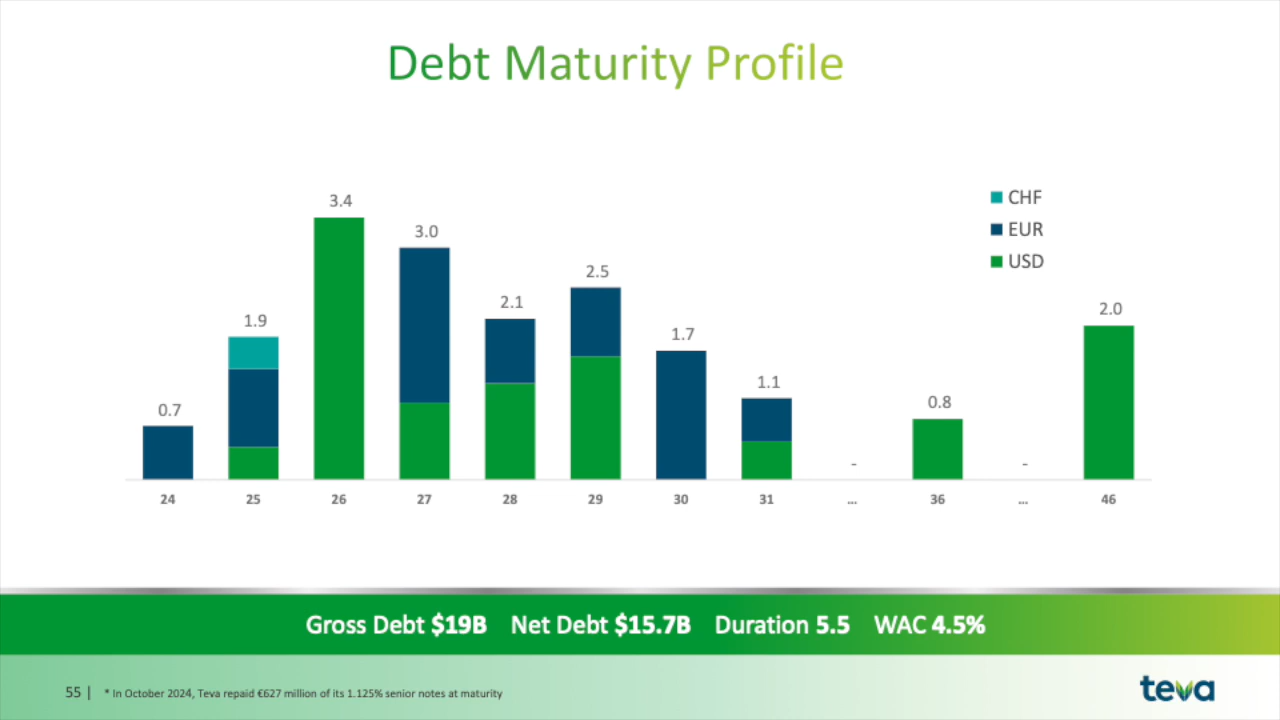 Debt Maturity Profile
CHF
EUR
USD
0.7
1.9
3.4
3.0
2.1
2.5
1.7
1.1
-
0.8
-
2.0
24 25 26 27 28 29 30 31 ... 36 ... 46
Gross Debt $19B Net Debt $15.7B Duration 5.5 WAC 4.5%
55 | * In October 2024, Teva repaid €627 million of its 1.125% senior notes at maturity
teva